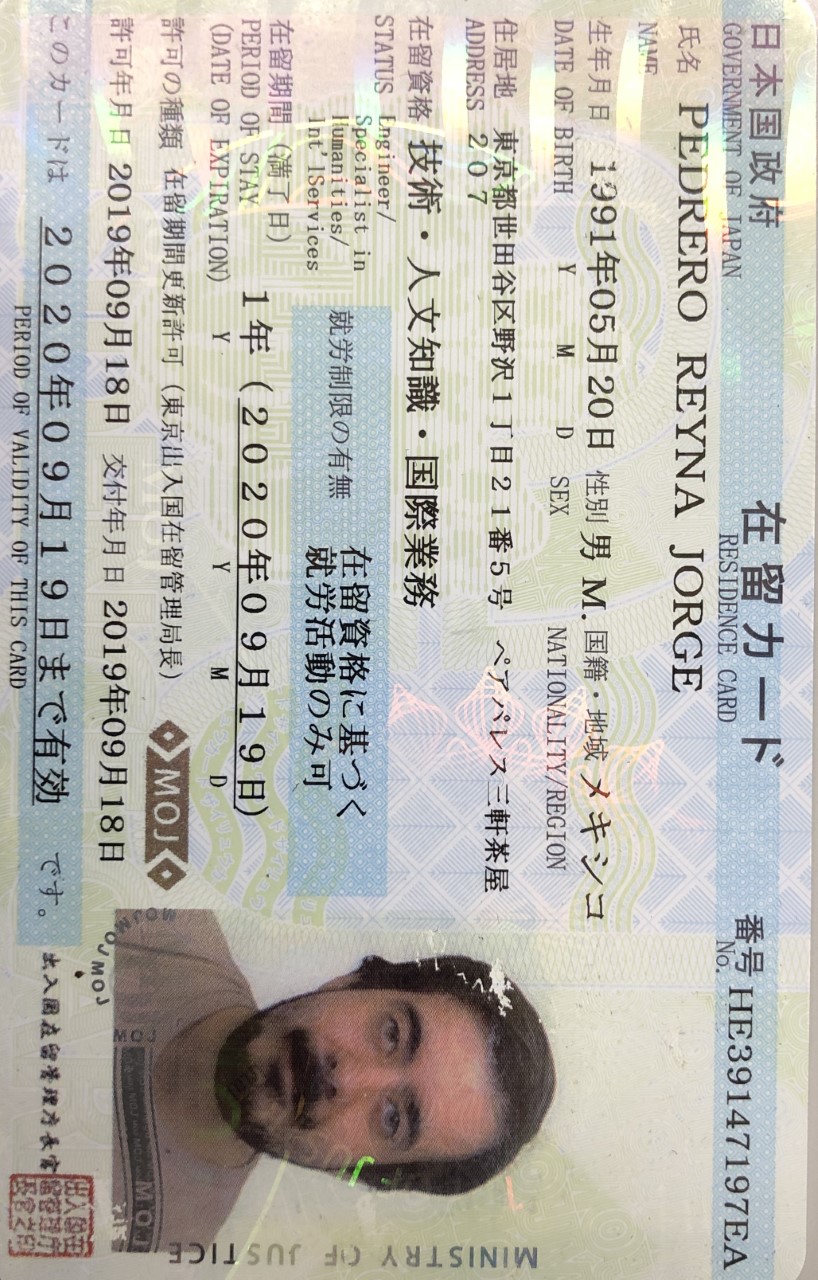 日本国政府 在留カード 番号 HE39147197EA
GOVERNMENT OF JAPAN RESIDENCE CARD No.
氏名 PEDRERO REYNA JORGE
NAME
生年月日 1991年05月20日 性別 男 M. 国籍・地域 メキシコ
DATE OF BIRTH Y M D SEX NATIONALITY/REGION
住居地 東京都世田谷区野沢1丁目21番5号 ペアパレス三軒茶屋
ADDRESS 207
在留資格 技術・人文知識・国際業務
STATUS Engineer/
Specialist in
Humanities/
Int'lServices
就労制限の有無 在留資格に基づく
就労活動のみ可
在留期間(満了日)
PERIOD OF STAY
(DATE OF EXPIRATION)
1年(2020年09月19日)
Y Y M D
許可の種類 在留期間更新許可(東京出入国在留管理局長)
許可年月日 2019年09月18日 交付年月日 2019年09月18日
このカードは 2020年09月19日まで有効 です。
PERIOD OF VALIDITY OF THIS CARD
MOJ
MOJ
MOJ
MOJ
MOJ
MOJ
出入国在留管理庁長官
MINISTRY OF JUSTICE